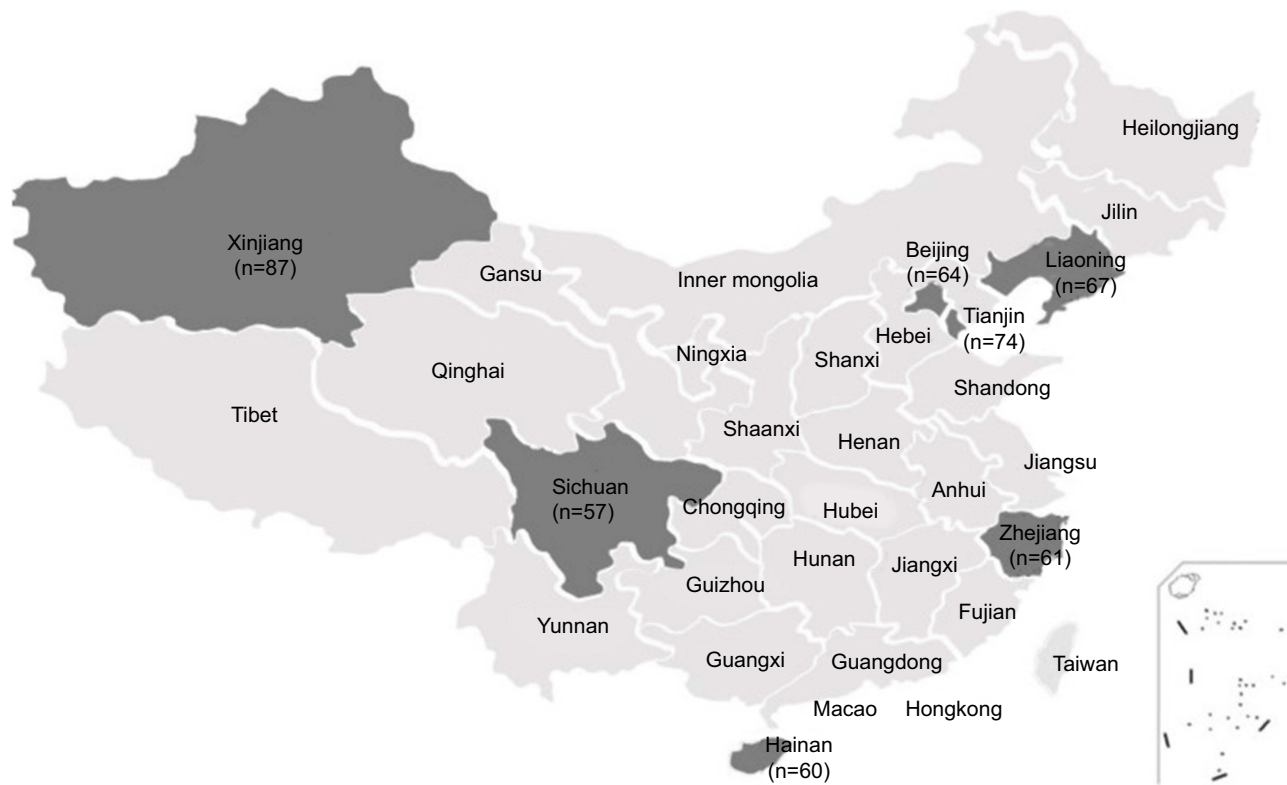 Heilongjiang
Jilin
Xinjiang
(n=87)
Beijing
(n=64)
Liaoning
(n=67)
Gansu
Inner mongolia
Tianjin
(n=74)
Hebei
Ningxia
Shanxi
Qinghai
Shandong
Tibet
Shaanxi
Henan
Jiangsu
Sichuan
(n=57)
Anhui
Chongqing
Hubei
Zhejiang
(n=61)
Hunan
Jiangxi
Guizhou
Fujian
Yunnan
Guangxi
Guangdong
Taiwan
Macao
Hongkong
Hainan
(n=60)